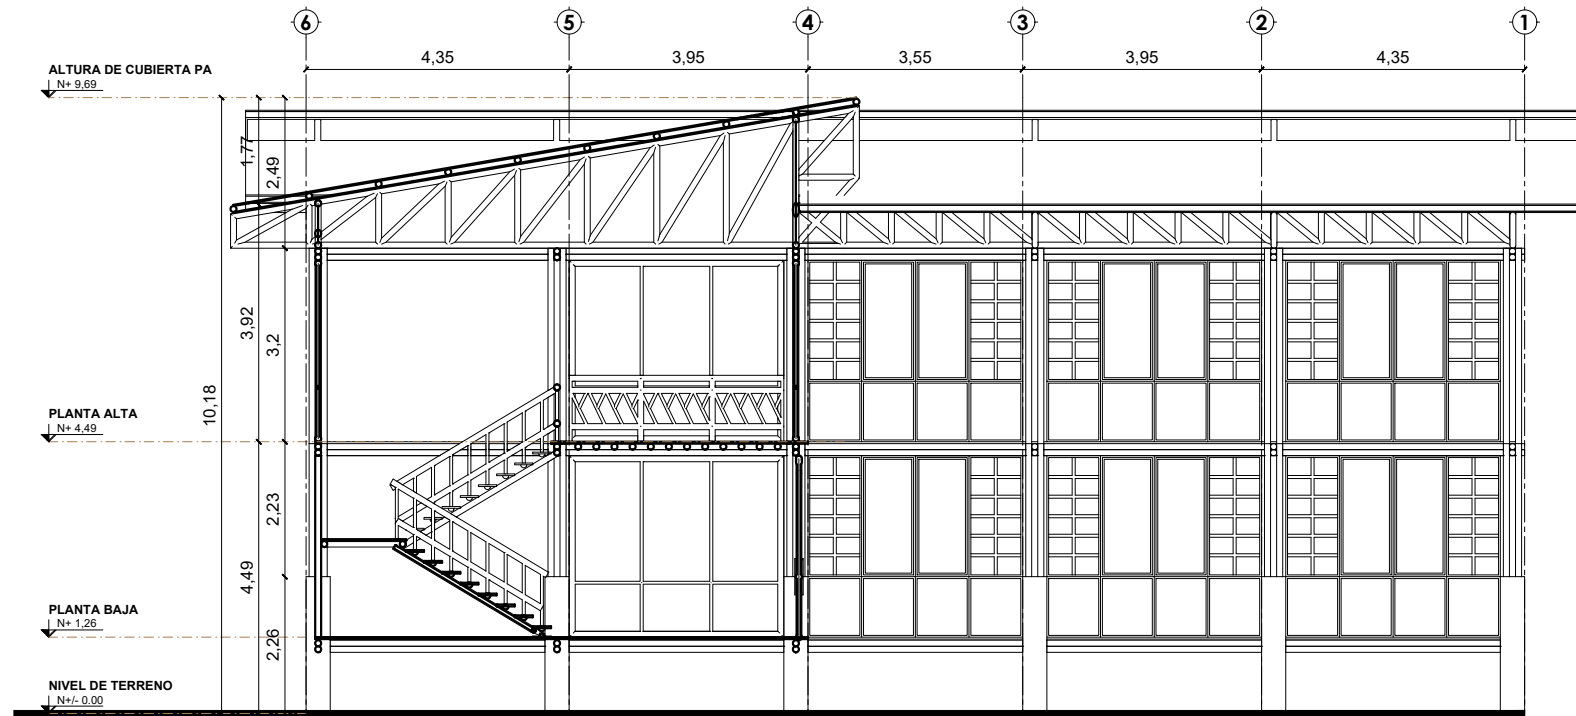 6 5 4 3 2 1
4,35 3,95 3,55 3,95 4,35
ALTURA DE CUBIERTA PA
N+ 9,69
1,77
2,49
3,92
3,2
10,18
PLANTA ALTA
N+ 4,49
2,23
4,49
PLANTA BAJA
N+ 1,26
2,26
NIVEL DE TERRENO
N+/- 0.00